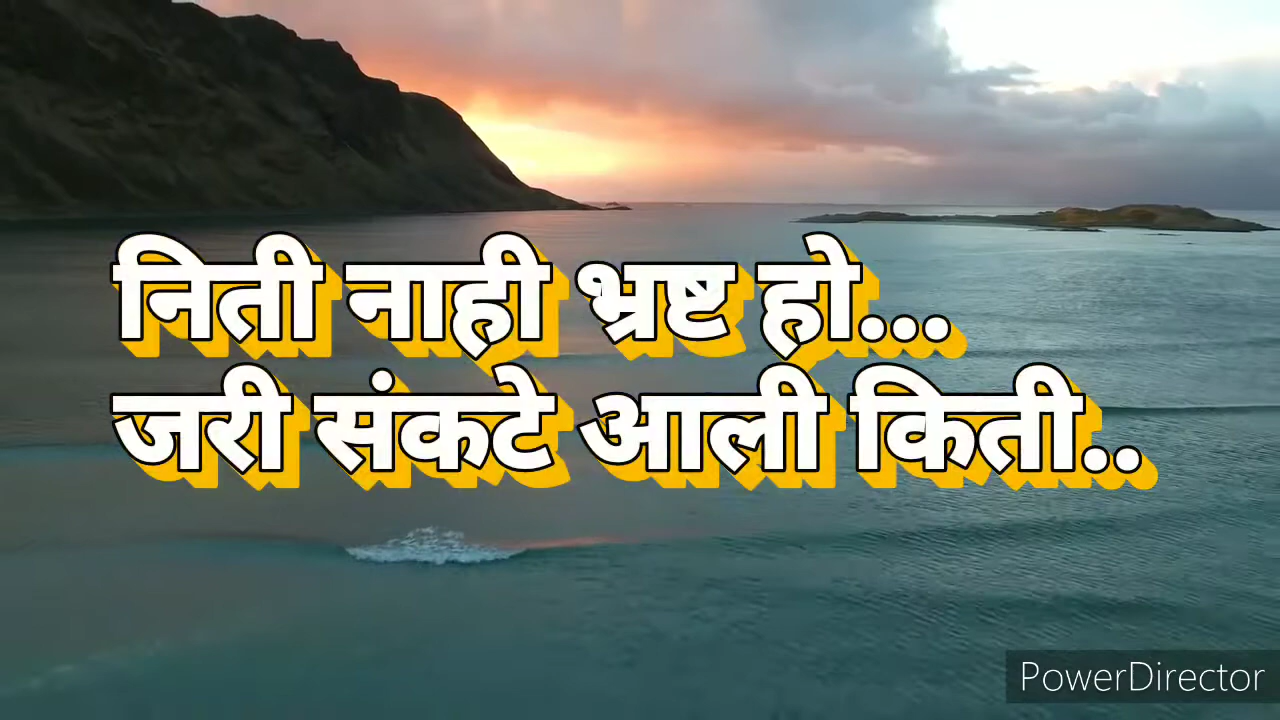 निती नाही भ्रष्ट हो...
जरी संकटे आली किती..
PowerDirector